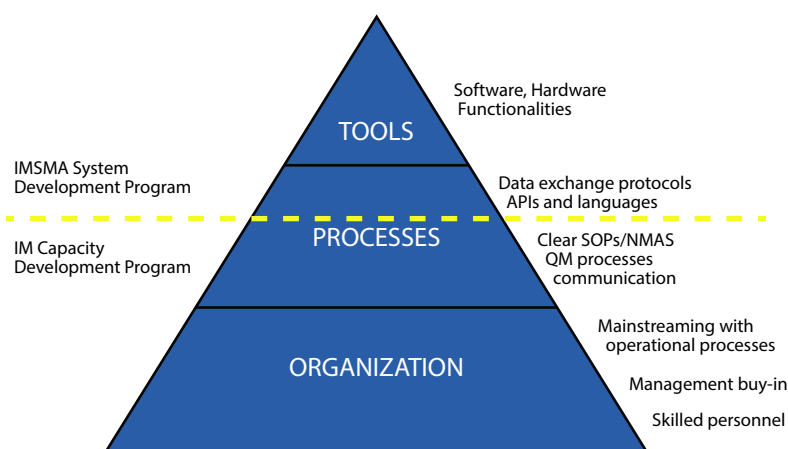 Software, Hardware
Functionalities
TOOLS
IMSMA System
Development Program
Data exchange protocols
APIs and languages
PROCESSES
Clear SOPs/NMAS
QM processes
communication
IM Capacity
Development Program
Mainstreaming with
operational processes
ORGANIZATION
Management buy-in
Skilled personnel